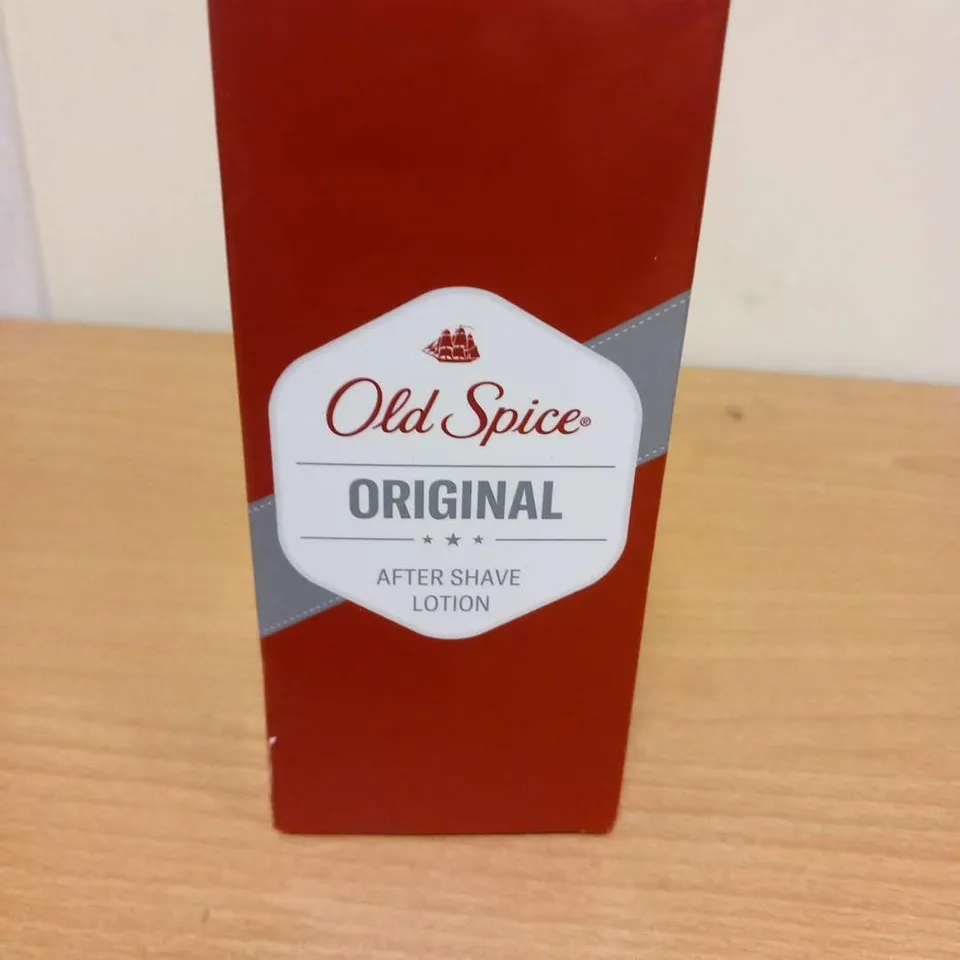 Old Spice®
ORIGINAL
AFTER SHAVE
LOTION